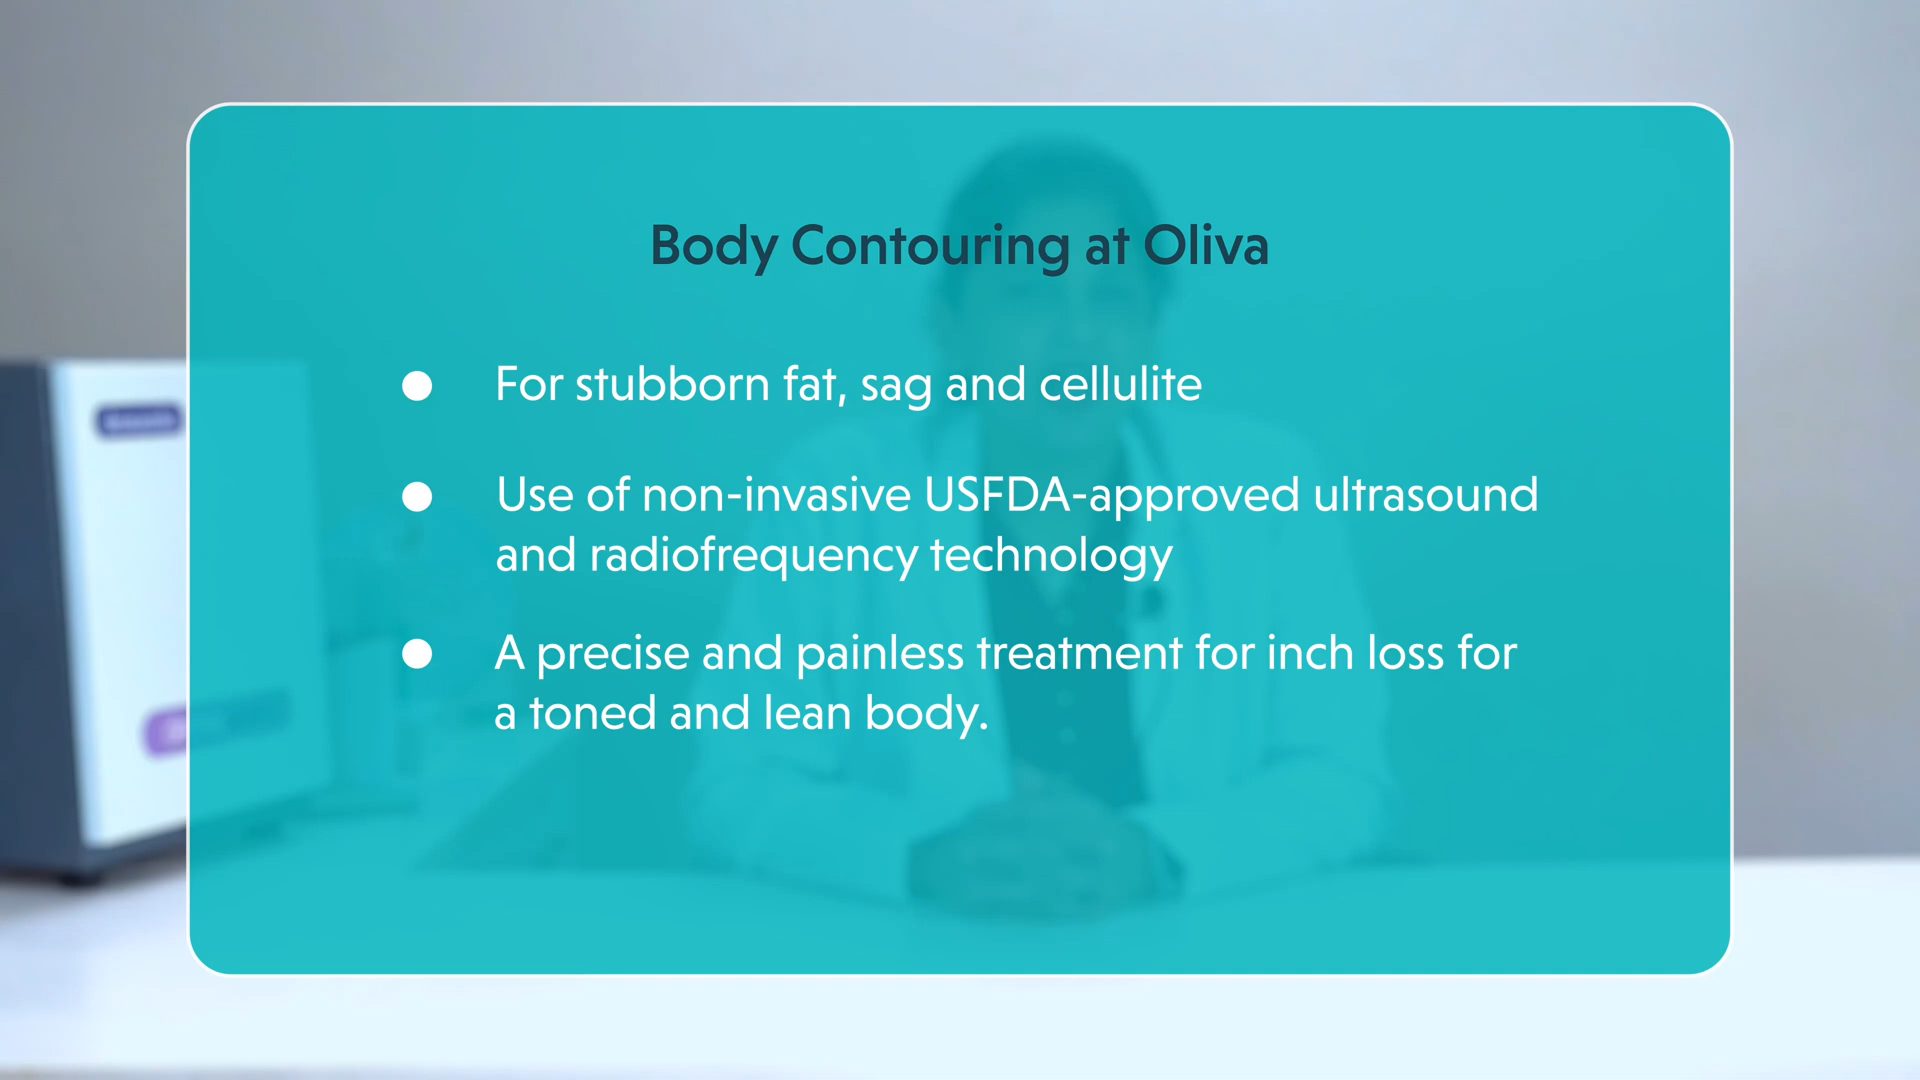 Body Contouring at Oliva
● For stubborn fat, sag and cellulite
● Use of non-invasive USFDA-approved ultrasound
and radiofrequency technology
● A precise and painless treatment for inch loss for
a toned and lean body.